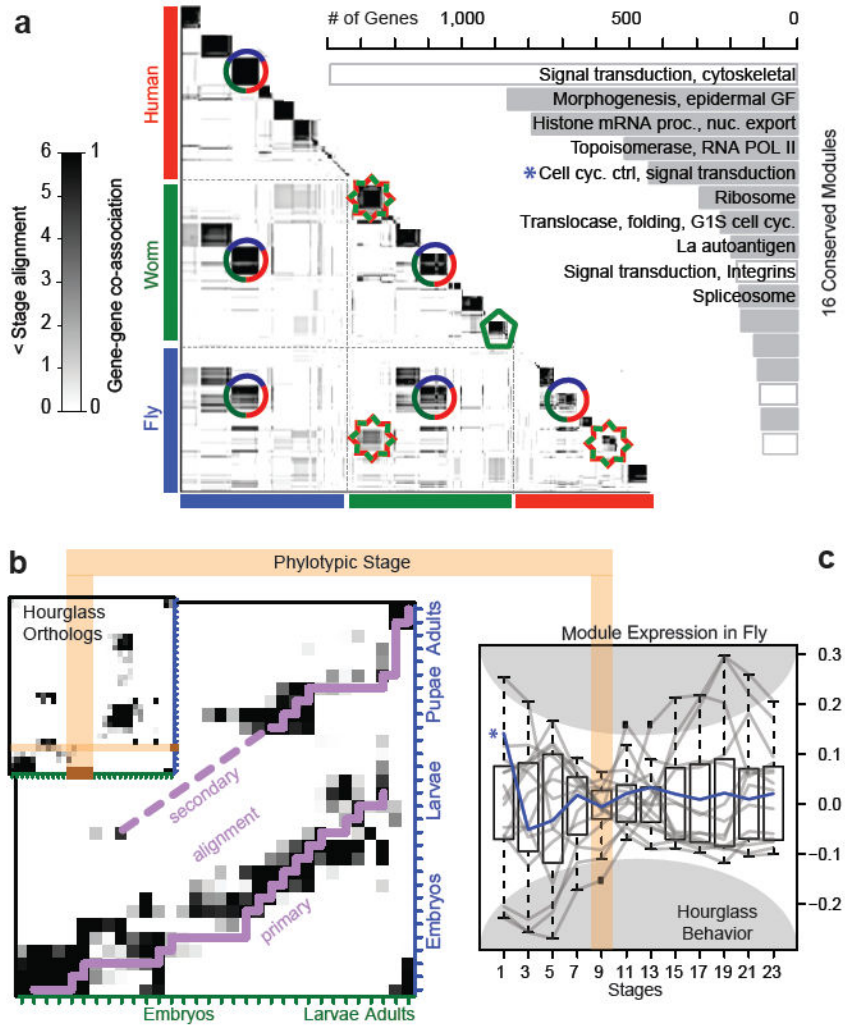 a
# of Genes 1,000 500 0
Human
Worm
Fly
6 1
5
4
3
2
1
0 0
< Stage alignment
Gene-gene co-association
Signal transduction, cytoskeletal
Morphogenesis, epidermal GF
Histone mRNA proc., nuc. export
Topoisomerase, RNA POL II
* Cell cyc. ctrl, signal transduction
Ribosome
Translocase, folding, G1S cell cyc.
La autoantigen
Signal transduction, Integrins
Spliceosome
16 Conserved Modules
b
Phylotypic Stage
Hourglass
Orthologs
secondary
alignment
primary
Embryos
Larvae
Pupae
Adults
Embryos Larvae Adults
c
Module Expression in Fly
*
0.3
0.2
0.1
0.0
−0.1
−0.2
Hourglass
Behavior
1 3 5 7 9 11 13 15 17 19 21 23
Stages